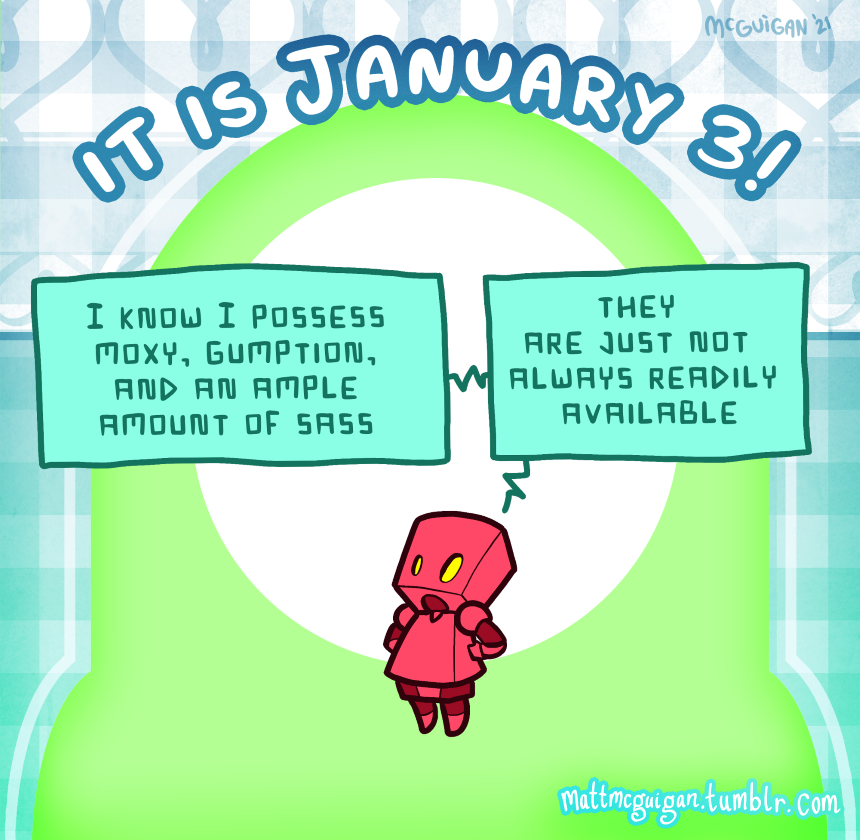 McGUiGAN '21
IT IS JANUARY 3!
I KNOW I POSSESS
MOXY, GUMPTION,
AND AN AMPLE
AMOUNT OF SASS
THEY
ARE JUST NOT
ALWAYS READILY
AVAILABLE
mattmcguigan.tumblr.com